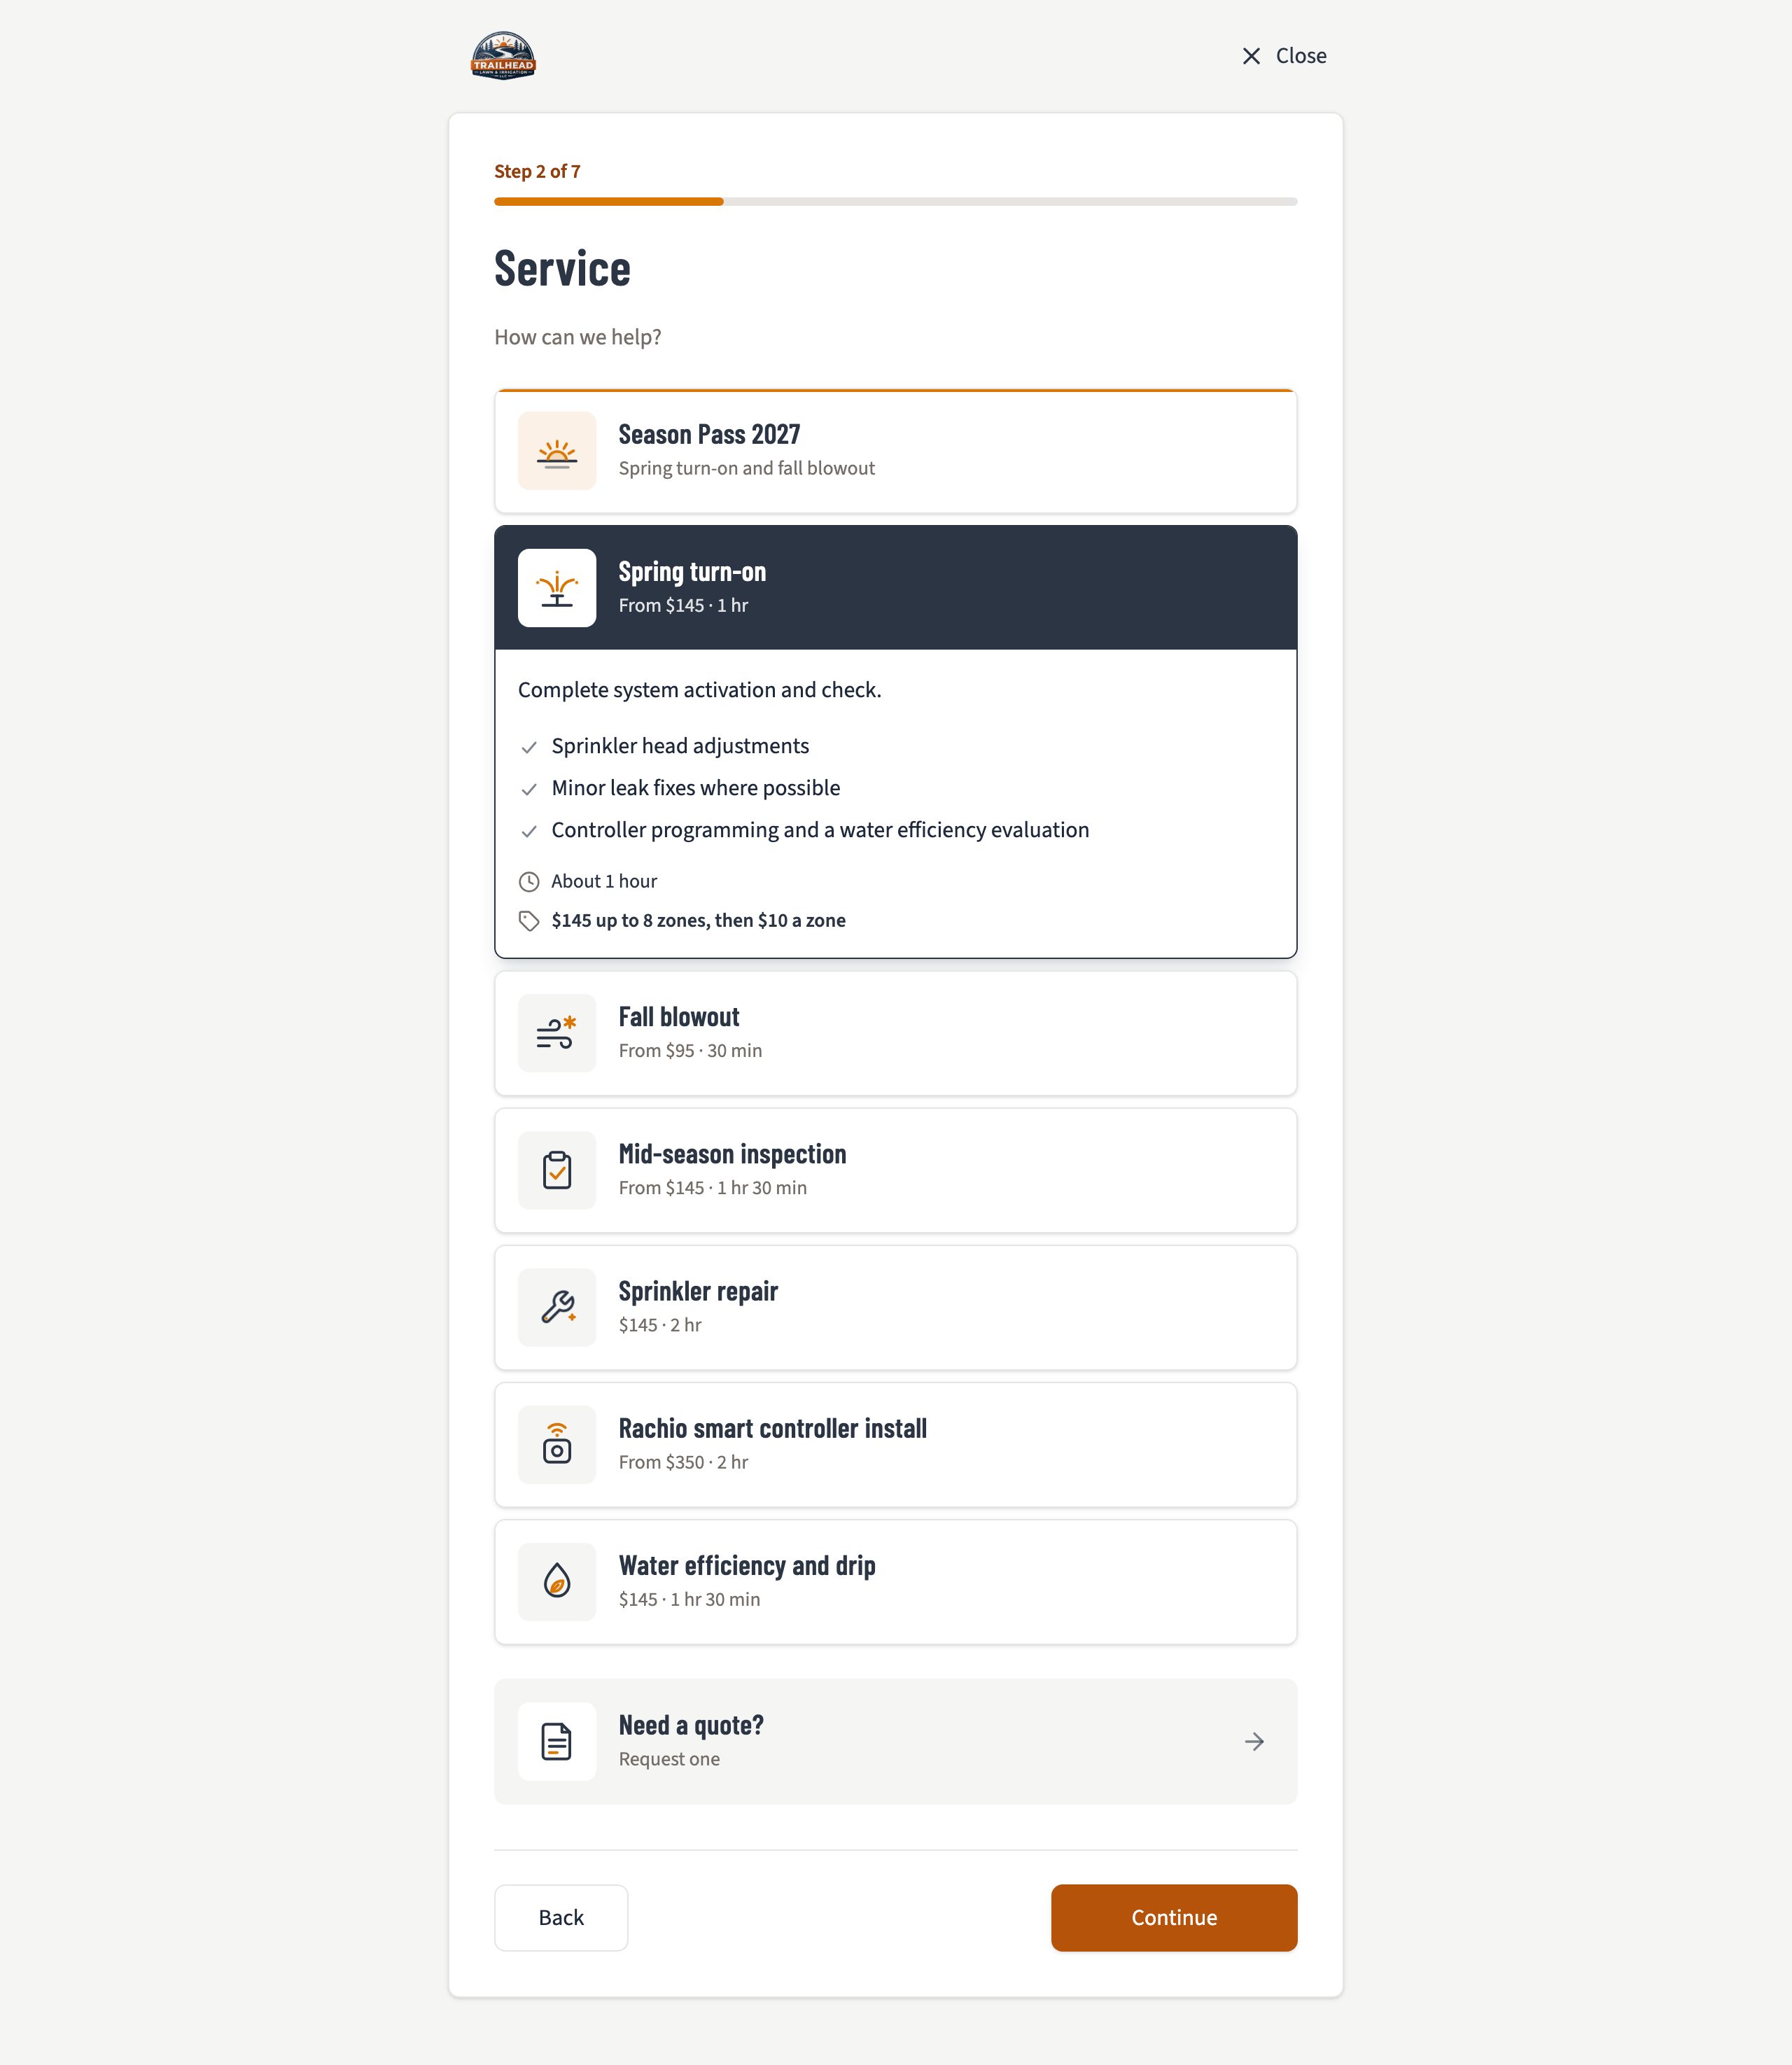 TRAILHEAD
LAWN & IRRIGATION
Close
Step 2 of 7
Service
How can we help?
Season Pass 2027
Spring turn-on and fall blowout
Spring turn-on
From $145 · 1 hr
Complete system activation and check.
Sprinkler head adjustments
Minor leak fixes where possible
Controller programming and a water efficiency evaluation
About 1 hour
$145 up to 8 zones, then $10 a zone
Fall blowout
From $95 · 30 min
Mid-season inspection
From $145 · 1 hr 30 min
Sprinkler repair
$145 · 2 hr
Rachio smart controller install
From $350 · 2 hr
Water efficiency and drip
$145 · 1 hr 30 min
Need a quote?
Request one
Back
Continue